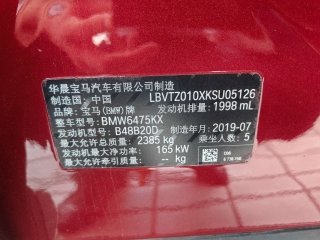 华晨宝马汽车有限公司制造
制造国：中国 LBVTZ010XKSU05126
品牌：宝马(BMW)牌 发动机排量：1998 mL
整车型号：BMW6475KX
发动机型号：B48B20D 制造年月：2019-07
最大允许总质量：2385 kg 乘坐人数：5
发动机最大净功率：165 kW
最大允许牵引质量：-- kg